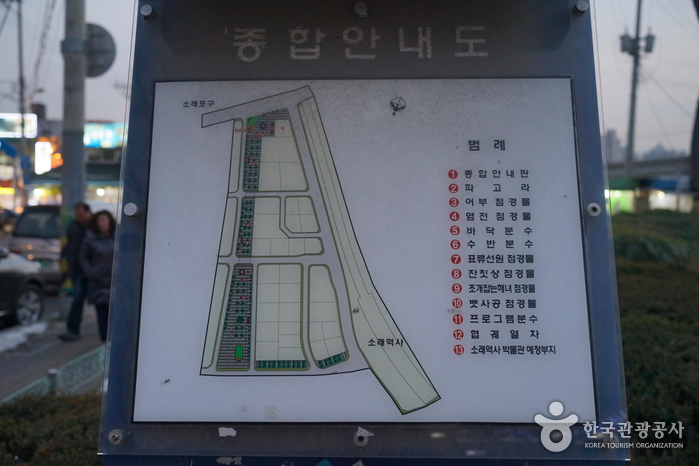 종합안내도
소래포구
범례
1 종합안내판
2 파고라
3 어부 점경물
4 염전 점경물
5 바닥분수
6 수반분수
7 표류선원 점경물
8 잔칫상 점경물
9 조개잡는해녀 점경물
10 뱃사공 점경물
11 프로그램분수
12 협궤열차
13 소래역사 박물관 예정부지
소래역사
한국관광공사
KOREA TOURISM ORGANIZATION